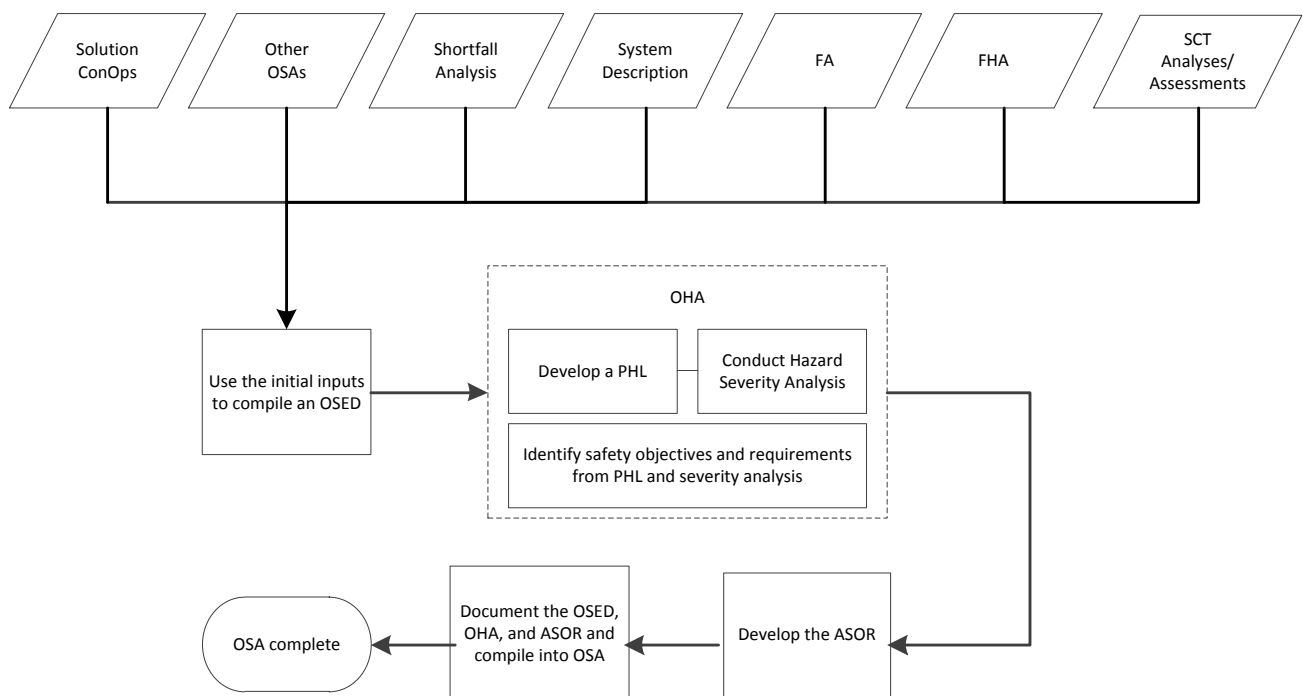 Solution
ConOps
Other
OSAs
Shortfall
Analysis
System
Description
FA
FHA
SCT
Analyses/
Assessments
OHA
Use the initial inputs
to compile an OSED
Develop a PHL
Conduct Hazard
Severity Analysis
Identify safety objectives and requirements
from PHL and severity analysis
OSA complete
Document the OSED,
OHA, and ASOR and
compile into OSA
Develop the ASOR